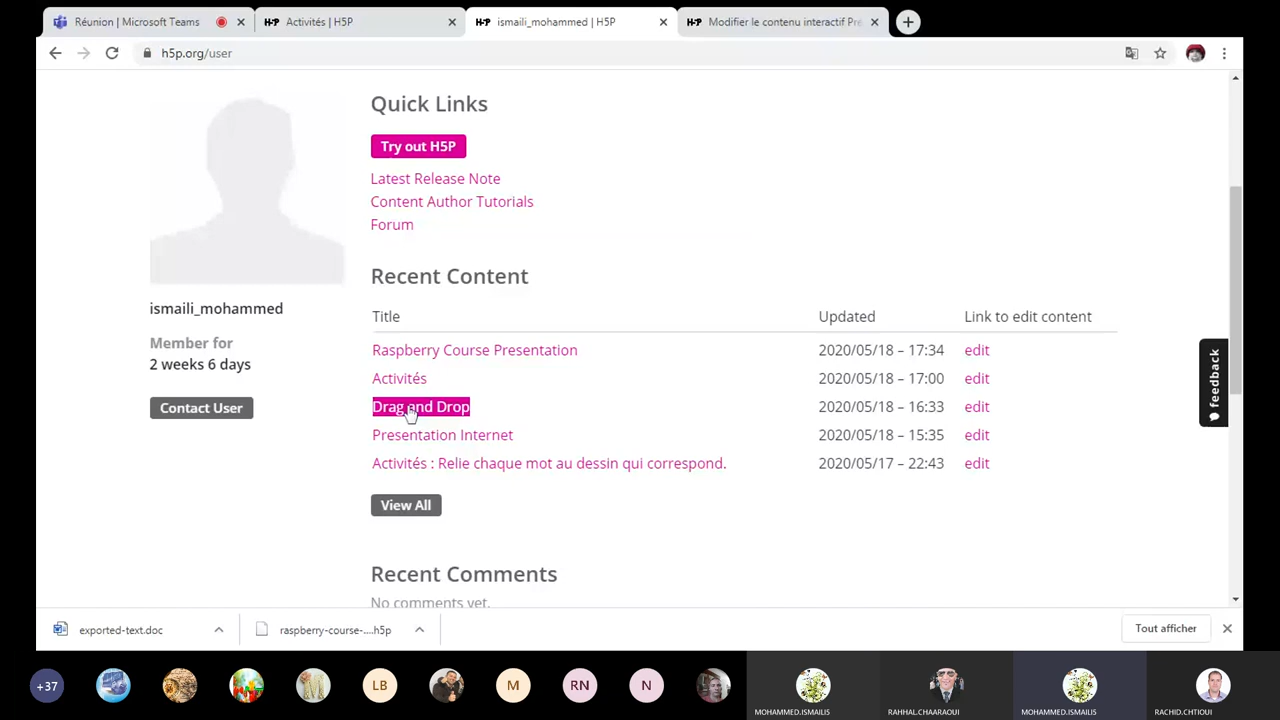 Réunion | Microsoft Teams
H-P Activités | H5P
H-P ismaili_mohammed | H5P
H-P Modifier le contenu interactif Pré
h5p.org/user
Quick Links
Try out H5P
Latest Release Note
Content Author Tutorials
Forum
ismaili_mohammed
Member for
2 weeks 6 days
Contact User
Recent Content
Title Updated Link to edit content
Raspberry Course Presentation 2020/05/18 – 17:34 edit
Activités 2020/05/18 – 17:00 edit
Drag and Drop 2020/05/18 – 16:33 edit
Presentation Internet 2020/05/18 – 15:35 edit
Activités : Relie chaque mot au dessin qui correspond. 2020/05/17 – 22:43 edit
View All
Recent Comments
No comments yet.
feedback
exported-text.doc
raspberry-course-....h5p
Tout afficher
+37
LB
M
RN
N
MOHAMMED.ISMAILI5
RAHHAL.CHAARAOUI
MOHAMMED.ISMAILI5
RACHID.CHTIOUI